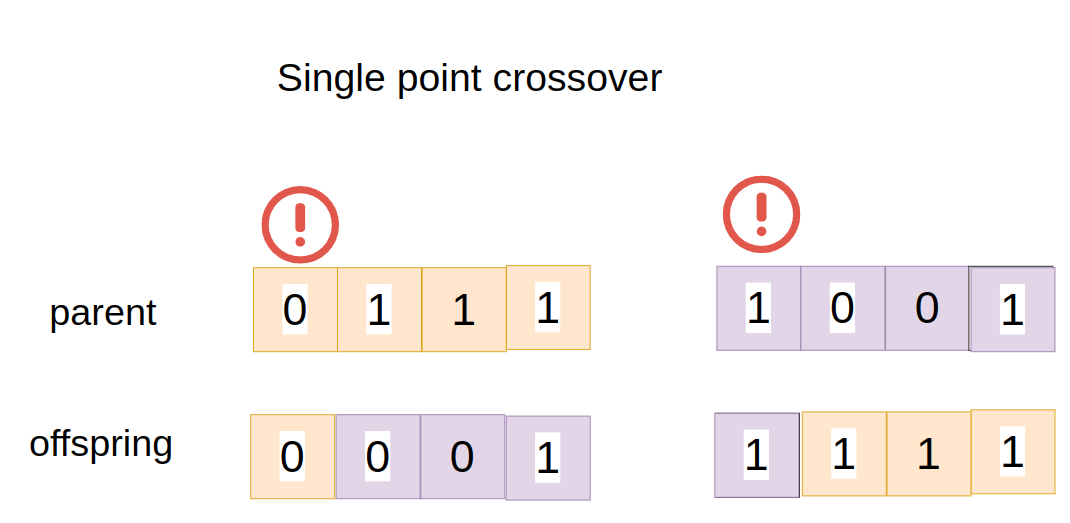 Single point crossover
! !
parent 0 1 1 1 1 0 0 1
offspring 0 0 0 1 1 1 1 1